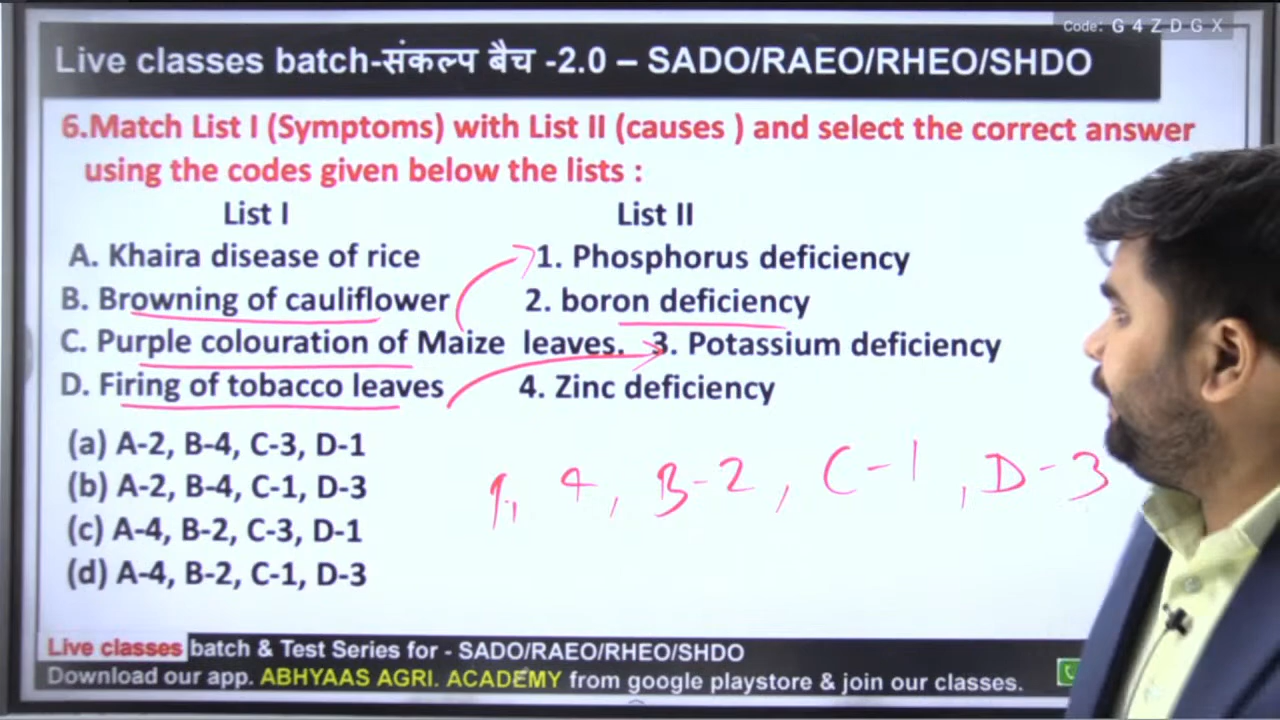 Code: G 4 Z D G X
Live classes batch-संकल्प बैच -2.0 – SADO/RAEO/RHEO/SHDO
6.Match List I (Symptoms) with List II (causes ) and select the correct answer
using the codes given below the lists :
List I List II
A. Khaira disease of rice 1. Phosphorus deficiency
B. Browning of cauliflower 2. boron deficiency
C. Purple colouration of Maize leaves. 3. Potassium deficiency
D. Firing of tobacco leaves 4. Zinc deficiency
(a) A-2, B-4, C-3, D-1
(b) A-2, B-4, C-1, D-3
4, B-2, C-1, D-3
(c) A-4, B-2, C-3, D-1
(d) A-4, B-2, C-1, D-3
Live classes batch & Test Series for - SADO/RAEO/RHEO/SHDO
Download our app. ABHYAAS AGRI. ACADEMY from google playstore & join our classes.